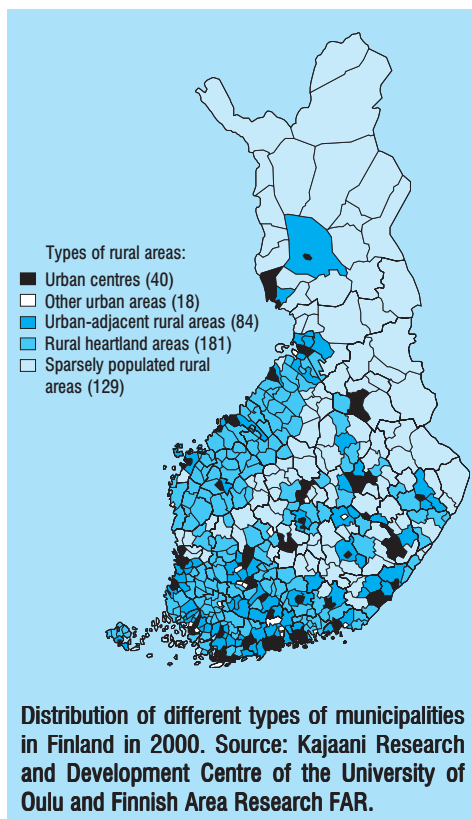 Types of rural areas:
Urban centres (40)
Other urban areas (18)
Urban-adjacent rural areas (84)
Rural heartland areas (181)
Sparsely populated rural
areas (129)
Distribution of different types of municipalities
in Finland in 2000. Source: Kajaani Research
and Development Centre of the University of
Oulu and Finnish Area Research FAR.